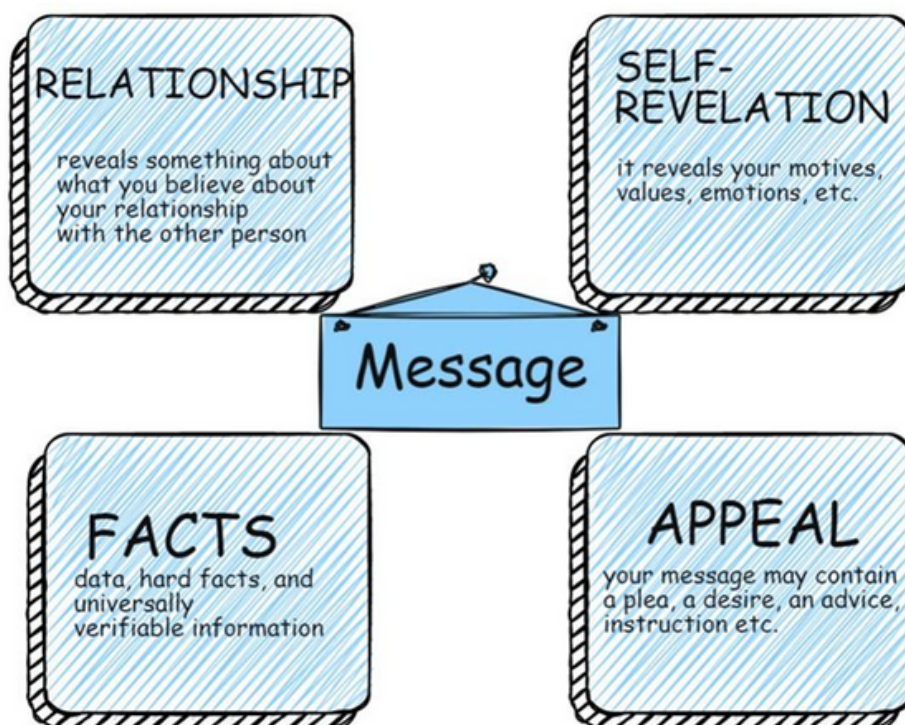 RELATIONSHIP
reveals something about
what you believe about
your relationship
with the other person
SELF-
REVELATION
it reveals your motives,
values, emotions, etc.
Message
FACTS
data, hard facts, and
universally
verifiable information
APPEAL
your message may contain
a plea, a desire, an advice,
instruction etc.